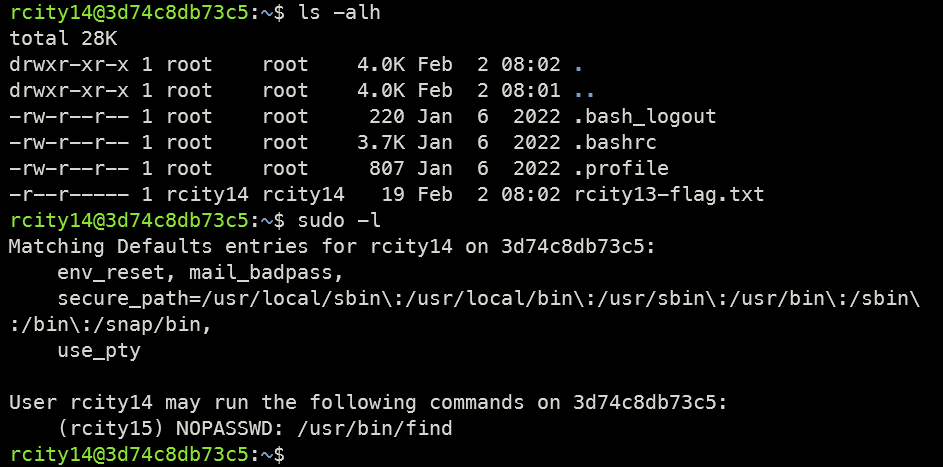 rcity14@3d74c8db73c5:~$ ls -alh
total 28K
drwxr-xr-x 1 root    root    4.0K Feb  2 08:02 .
drwxr-xr-x 1 root    root    4.0K Feb  2 08:01 ..
-rw-r--r-- 1 root    root     220 Jan  6  2022 .bash_logout
-rw-r--r-- 1 root    root    3.7K Jan  6  2022 .bashrc
-rw-r--r-- 1 root    root     807 Jan  6  2022 .profile
-r--r----- 1 rcity14 rcity14   19 Feb  2 08:02 rcity13-flag.txt
rcity14@3d74c8db73c5:~$ sudo -l
Matching Defaults entries for rcity14 on 3d74c8db73c5:
    env_reset, mail_badpass,
    secure_path=/usr/local/sbin\:/usr/local/bin\:/usr/sbin\:/usr/bin\:/sbin\
:/bin\:/snap/bin,
    use_pty

User rcity14 may run the following commands on 3d74c8db73c5:
    (rcity15) NOPASSWD: /usr/bin/find
rcity14@3d74c8db73c5:~$